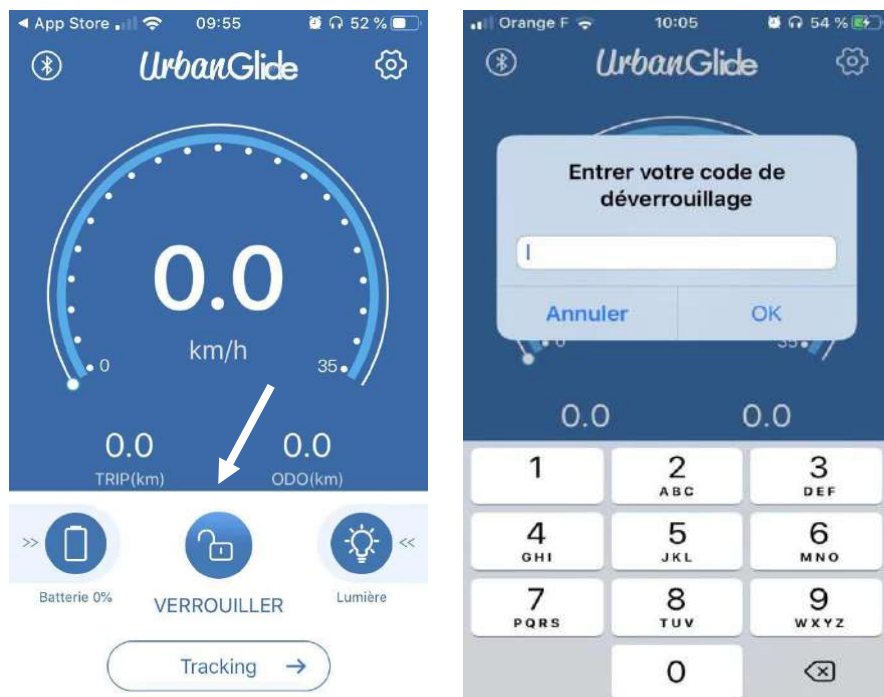 App Store 09:55 52 %
UrbanGlide
0.0
km/h
0 35
0.0 0.0
TRIP(km) ODO(km)
>> <<
Batterie 0% VERROUILLER Lumière
Tracking →
Orange F 10:05 54 %
UrbanGlide
Entrer votre code de
déverrouillage
Annuler OK
0 35
0.0 0.0
1 2 3
ABC DEF
4 5 6
GHI JKL MNO
7 8 9
PQRS TUV WXYZ
0